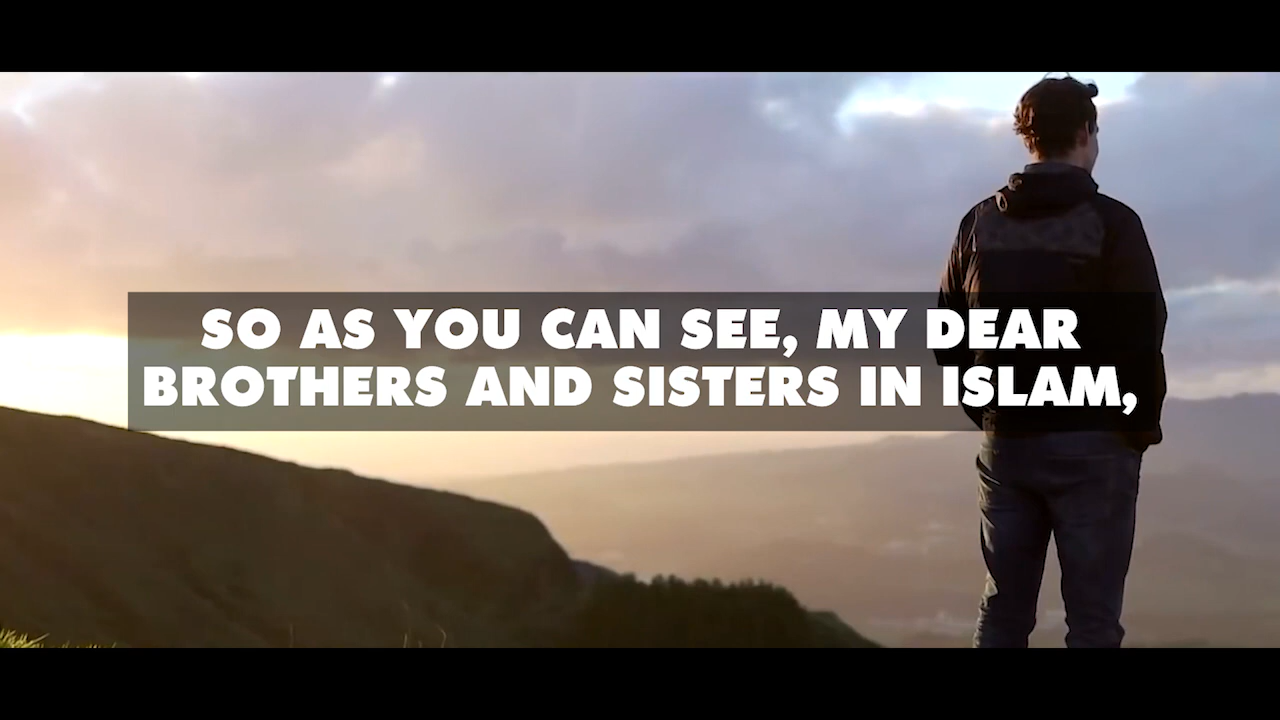 SO AS YOU CAN SEE, MY DEAR
BROTHERS AND SISTERS IN ISLAM,